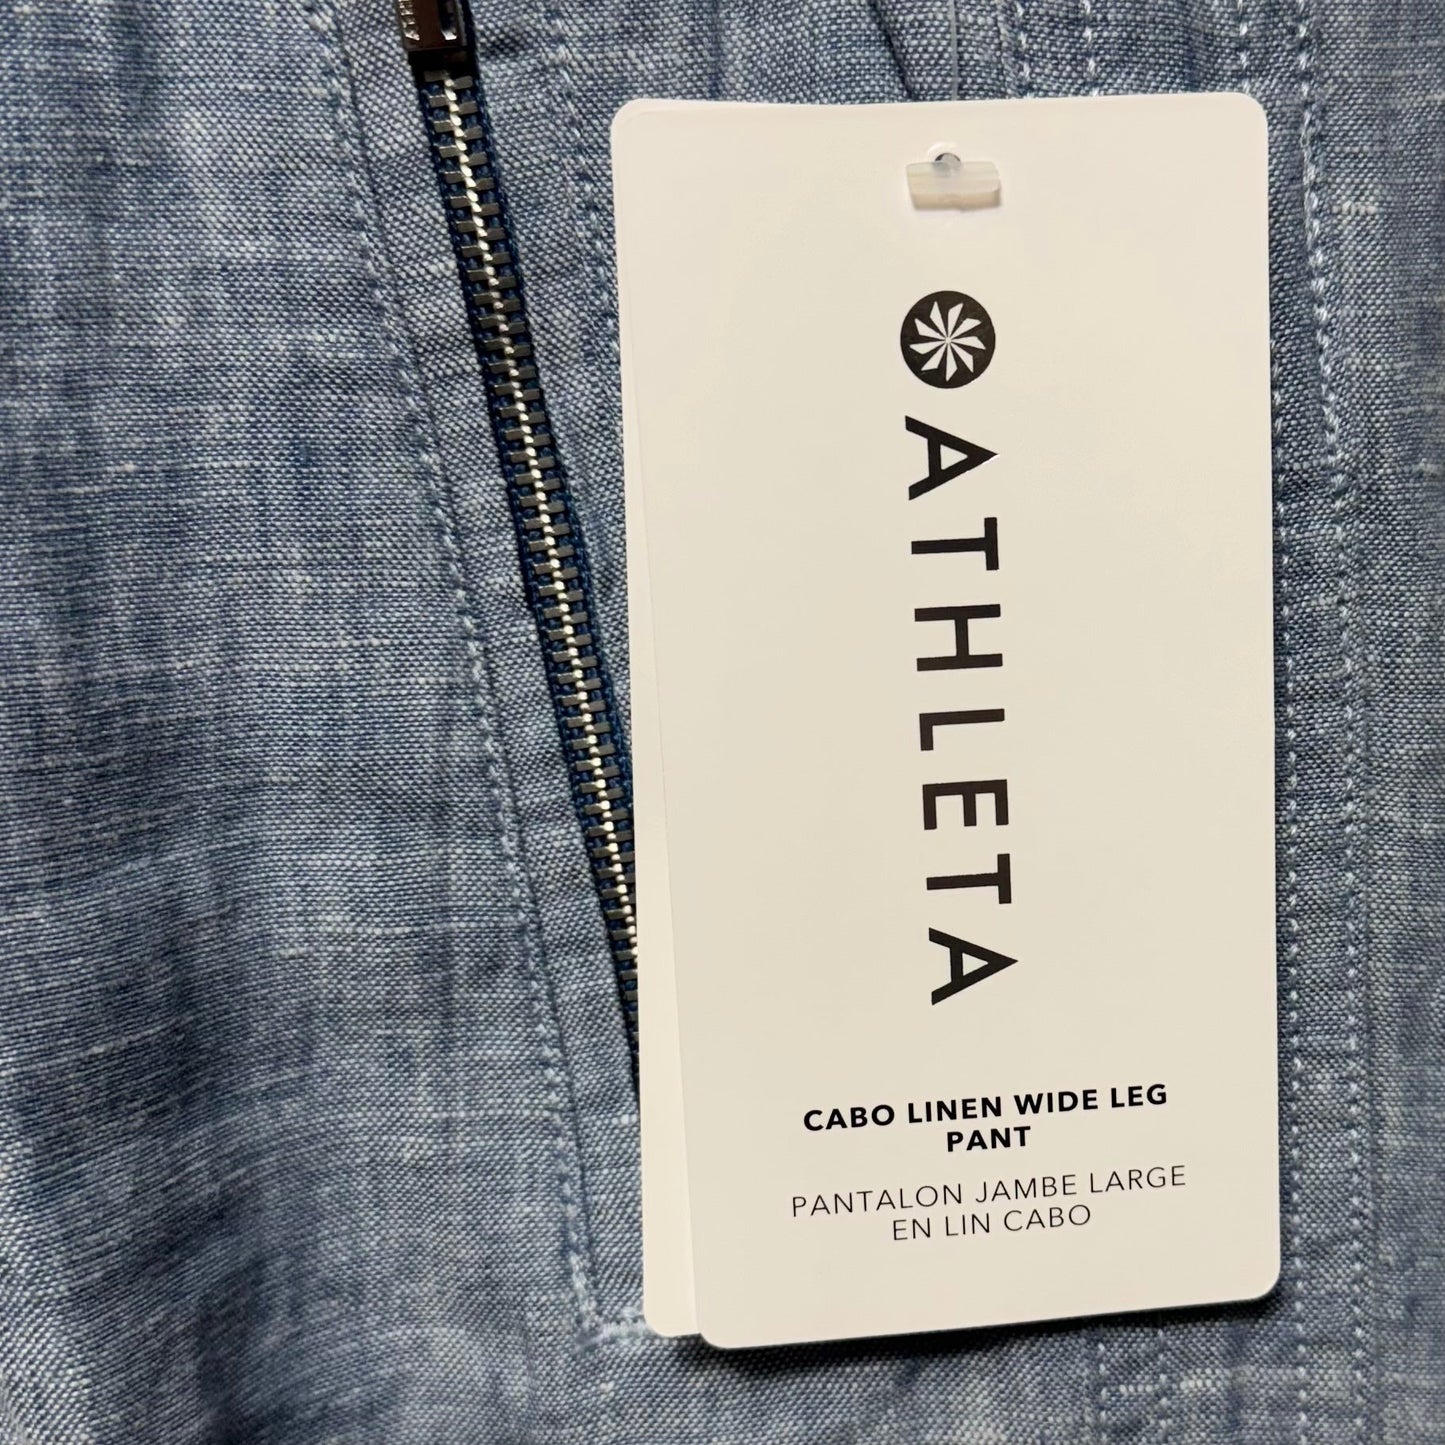 ATHLETA
CABO LINEN WIDE LEG
PANT
PANTALON JAMBE LARGE
EN LIN CABO